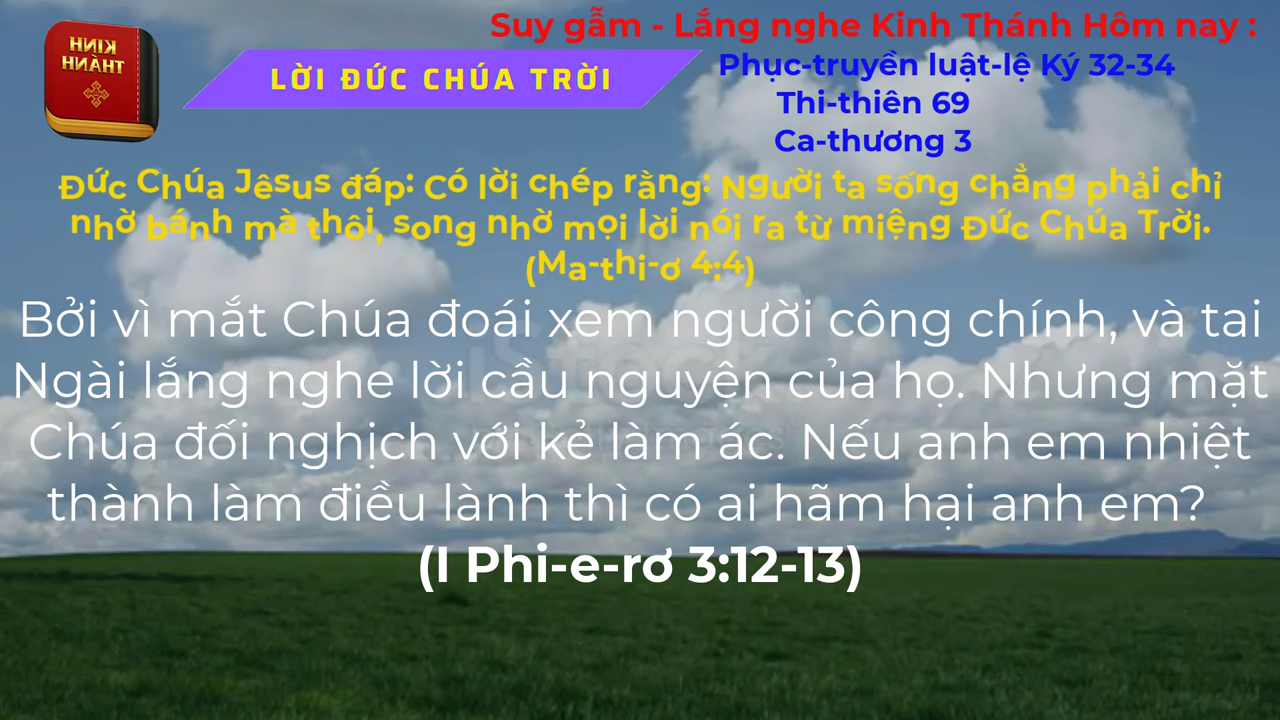 Suy gẫm - Lắng nghe Kinh Thánh Hôm nay :
KINH
THÀNH
LỜI ĐỨC CHÚA TRỜI
Phục-truyền luật-lệ Ký 32-34
Thi-thiên 69
Ca-thương 3
Đức Chúa Jêsus đáp: Có lời chép rằng: Người ta sống chẳng phải chỉ
nhờ bánh mà thôi, song nhờ mọi lời nói ra từ miệng Đức Chúa Trời.
(Ma-thi-ơ 4:4)
Bởi vì mắt Chúa đoái xem người công chính, và tai
Ngài lắng nghe lời cầu nguyện của họ. Nhưng mặt
Chúa đối nghịch với kẻ làm ác. Nếu anh em nhiệt
thành làm điều lành thì có ai hãm hại anh em?
(I Phi-e-rơ 3:12-13)